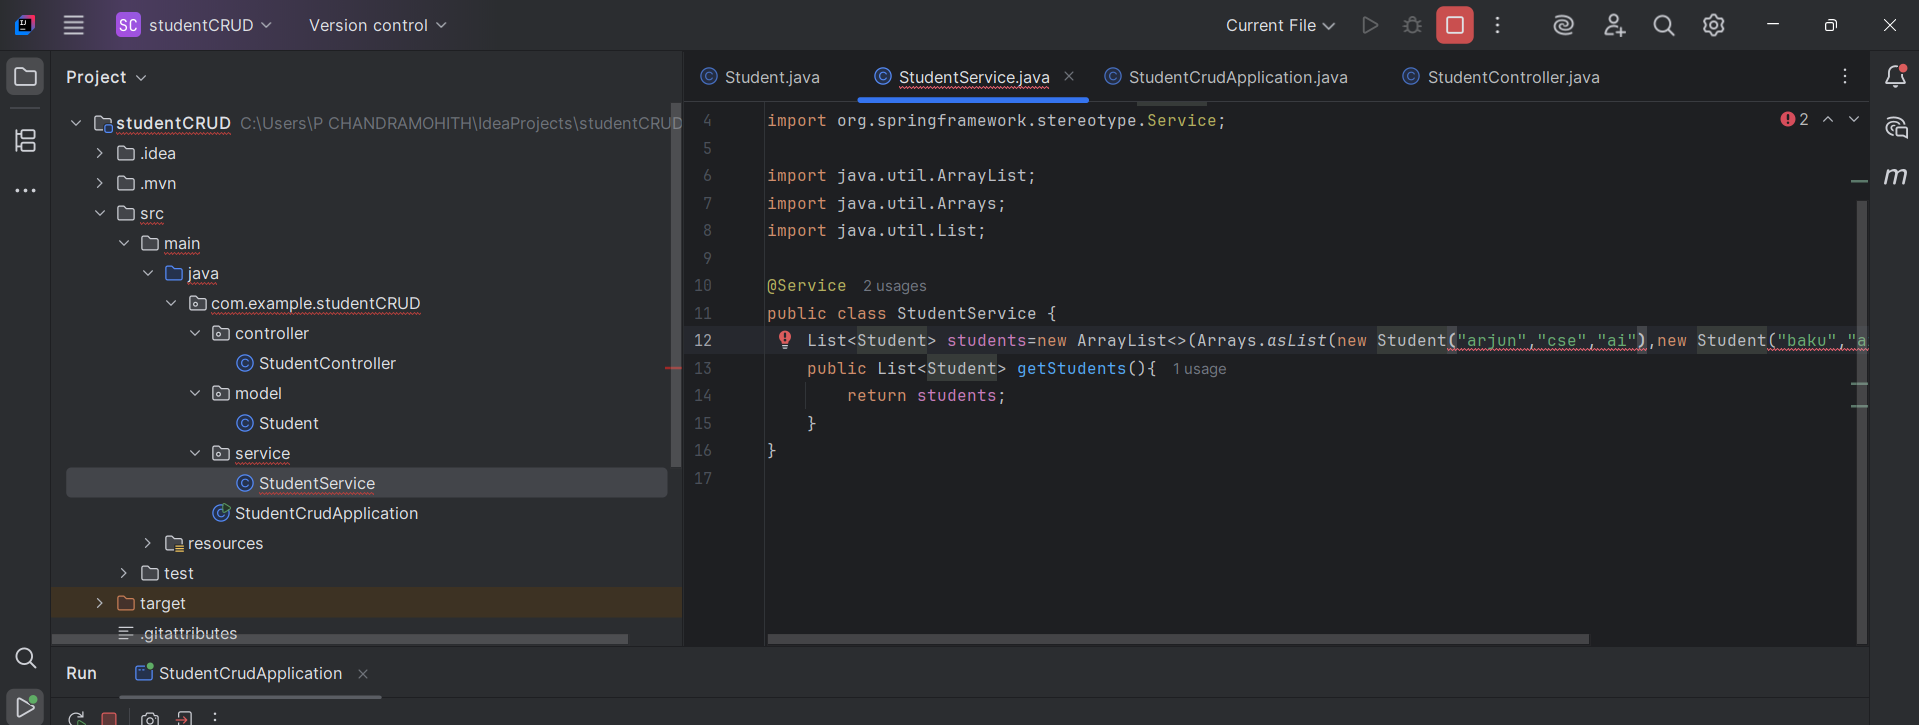 SC studentCRUD Version control Current File
Project
Student.java StudentService.java StudentCrudApplication.java StudentController.java
studentCRUD C:\Users\P CHANDRAMOHITH\IdeaProjects\studentCRUD
.idea
.mvn
src
main
java
com.example.studentCRUD
controller
StudentController
model
Student
service
StudentService
StudentCrudApplication
resources
test
target
.gitattributes
4 import org.springframework.stereotype.Service;
5
6 import java.util.ArrayList;
7 import java.util.Arrays;
8 import java.util.List;
9
10 @Service 2 usages
11 public class StudentService {
12 List<Student> students=new ArrayList<>(Arrays.asList(new Student("arjun","cse","ai"),new Student("baku","a
13 public List<Student> getStudents(){ 1 usage
14 return students;
15 }
16 }
17
2
m
Run StudentCrudApplication